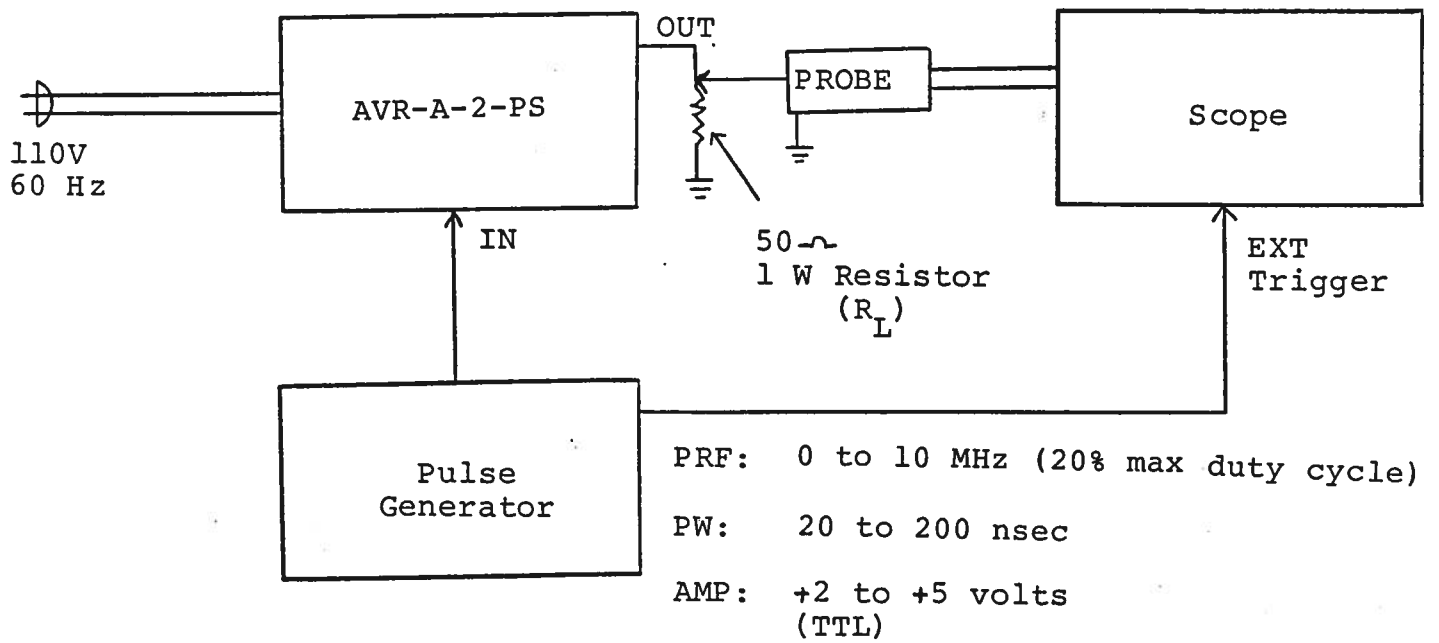 OUT
AVR-A-2-PS
PROBE
Scope
110V
60 Hz
IN
50 Ω
1 W Resistor
(R_L)
EXT
Trigger
Pulse
Generator
PRF: 0 to 10 MHz (20% max duty cycle)
PW: 20 to 200 nsec
AMP: +2 to +5 volts
(TTL)